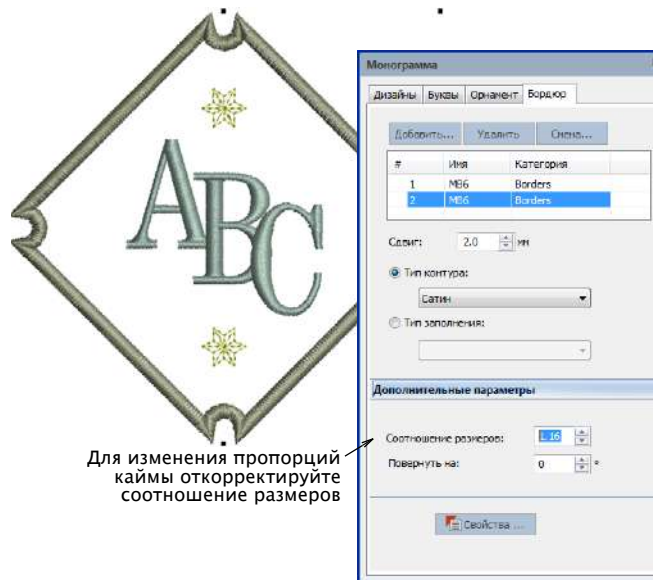 ABC
Монограмма
Дизайны Буквы Орнамент Бордюр
Добавить... Удалить Смена...
# Имя Категория
1 MB6 Borders
2 MB6 Borders
Сдвиг: 2.0 мм
Тип контура:
Сатин
Тип заполнения:
Дополнительные параметры
Соотношение размеров: 1.16
Повернуть на: 0 °
Для изменения пропорций
каймы откорректируйте
соотношение размеров
Свойства ...